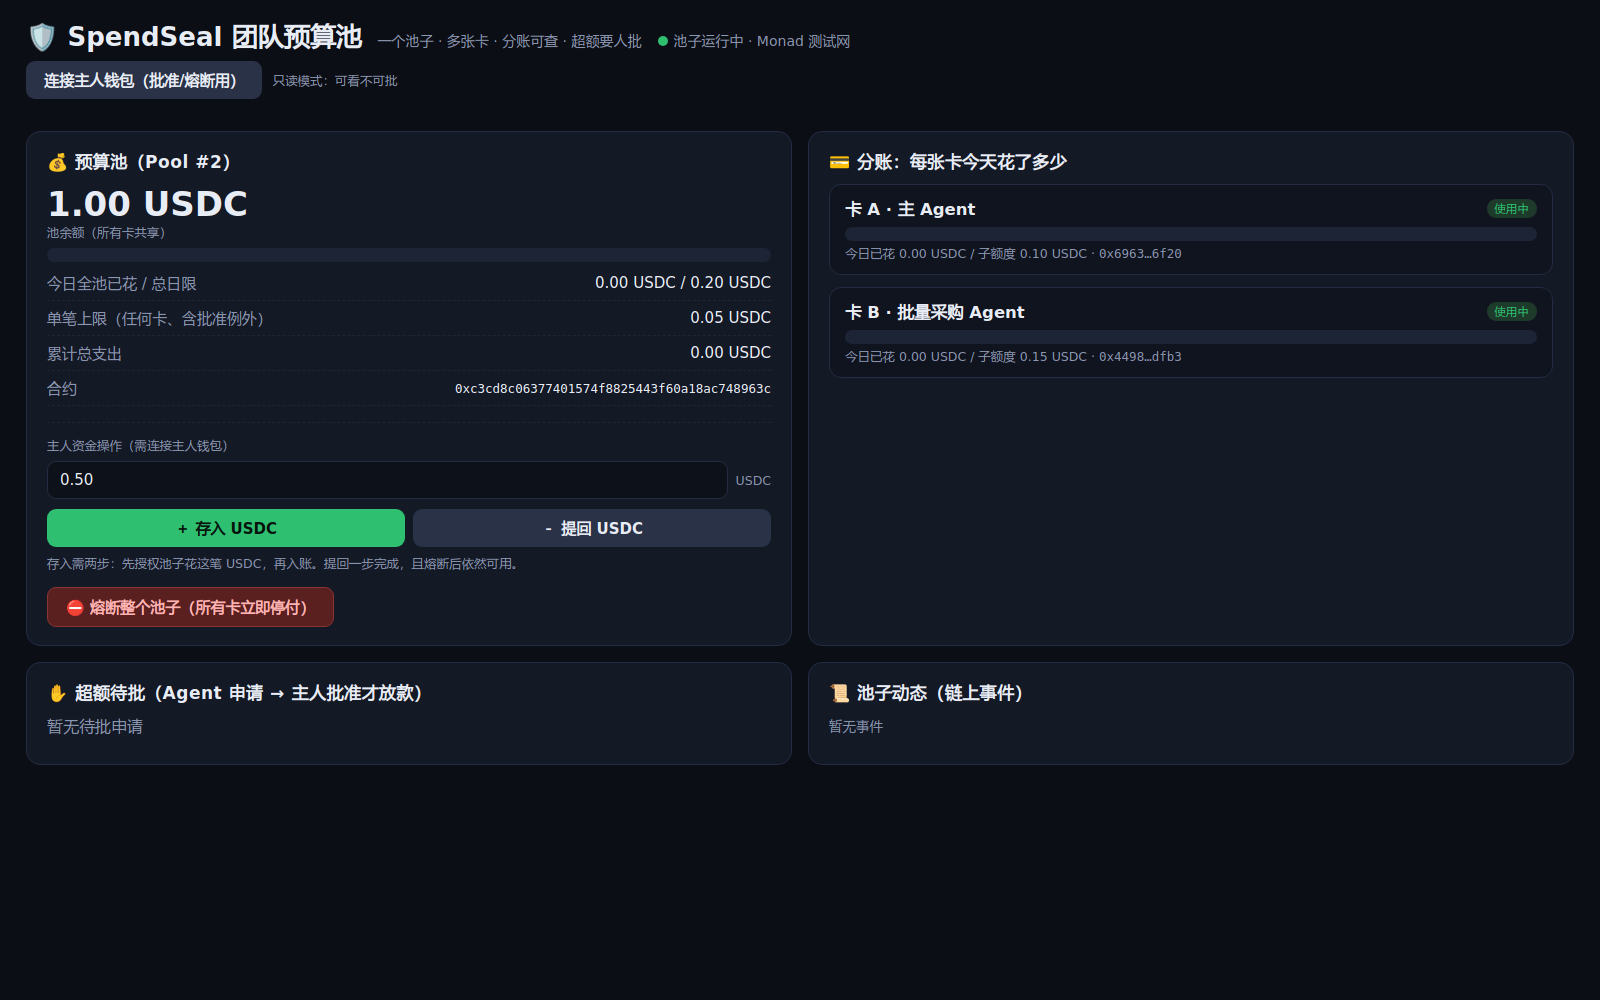 🛡️ SpendSeal 团队预算池 一个池子 · 多张卡 · 分账可查 · 超额要人批 池子运行中 · Monad 测试网
连接主人钱包（批准/熔断用） 只读模式：可看不可批
💰 预算池（Pool #2）
1.00 USDC
池余额（所有卡共享）
今日全池已花 / 总日限 0.00 USDC / 0.20 USDC
单笔上限（任何卡、含批准例外） 0.05 USDC
累计总支出 0.00 USDC
合约 0xc3cd8c06377401574f8825443f60a18ac748963c
主人资金操作（需连接主人钱包）
0.50 USDC
+ 存入 USDC
- 提回 USDC
存入需两步：先授权池子花这笔 USDC，再入账。提回一步完成，且熔断后依然可用。
⛔ 熔断整个池子（所有卡立即停付）
💳 分账：每张卡今天花了多少
卡 A · 主 Agent 使用中
今日已花 0.00 USDC / 子额度 0.10 USDC · 0x6963…6f20
卡 B · 批量采购 Agent 使用中
今日已花 0.00 USDC / 子额度 0.15 USDC · 0x4498…dfb3
✋ 超额待批（Agent 申请 → 主人批准才放款）
暂无待批申请
📜 池子动态（链上事件）
暂无事件